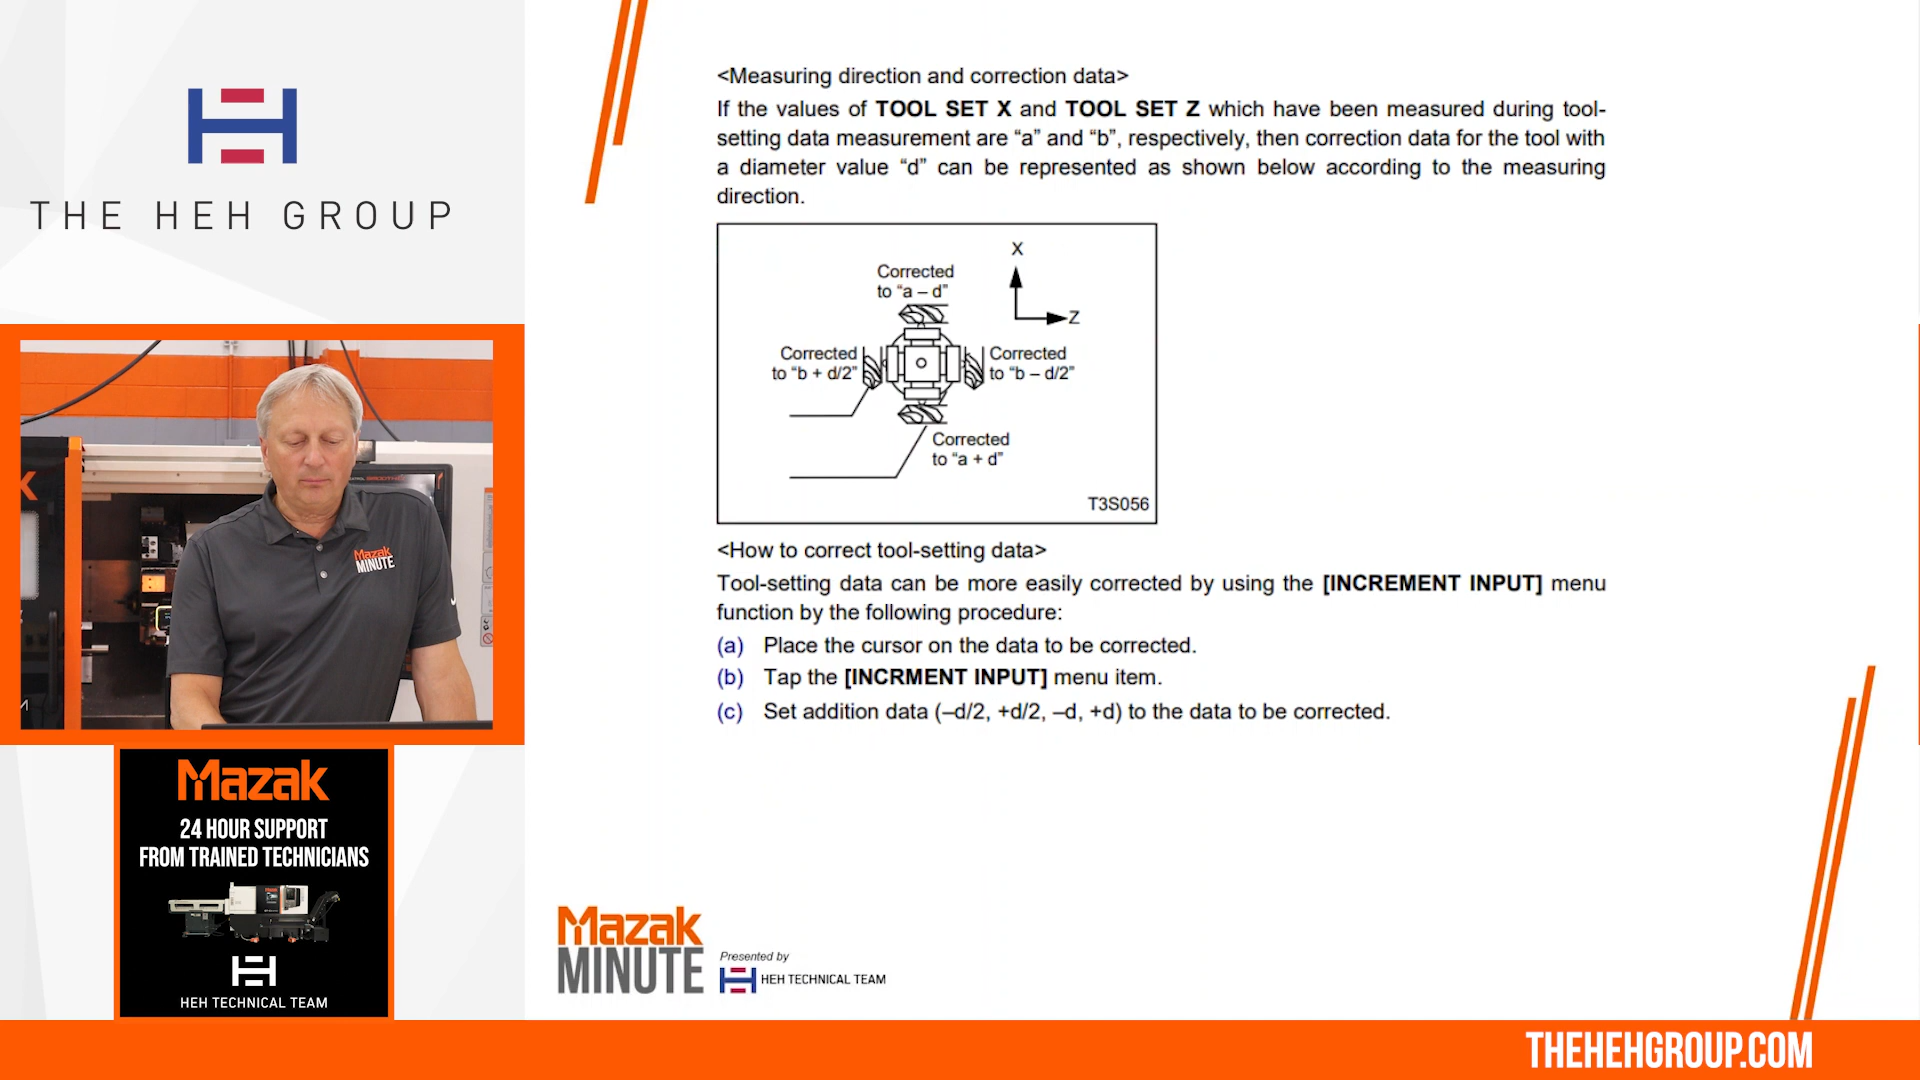 THE HEH GROUP
<Measuring direction and correction data>
If the values of TOOL SET X and TOOL SET Z which have been measured during tool-
setting data measurement are “a” and “b”, respectively, then correction data for the tool with
a diameter value “d” can be represented as shown below according to the measuring
direction.
X
Z
Corrected
to “a – d”
Corrected
to “b + d/2”
Corrected
to “b – d/2”
Corrected
to “a + d”
T3S056
<How to correct tool-setting data>
Tool-setting data can be more easily corrected by using the [INCREMENT INPUT] menu
function by the following procedure:
(a) Place the cursor on the data to be corrected.
(b) Tap the [INCRMENT INPUT] menu item.
(c) Set addition data (–d/2, +d/2, –d, +d) to the data to be corrected.
Mazak
MINUTE
Mazak
24 HOUR SUPPORT
FROM TRAINED TECHNICIANS
HEH TECHNICAL TEAM
Mazak
MINUTE
Presented by
HEH TECHNICAL TEAM
THEHEHGROUP.COM